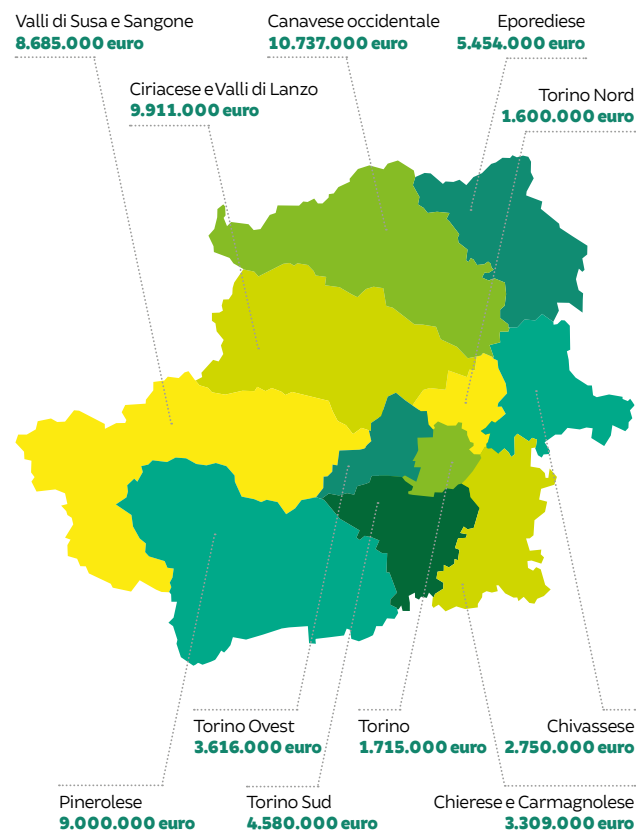 Valli di Susa e Sangone
8.685.000 euro
Canavese occidentale
10.737.000 euro
Eporediese
5.454.000 euro
Ciriacese e Valli di Lanzo
9.911.000 euro
Torino Nord
1.600.000 euro
Torino Ovest
3.616.000 euro
Torino
1.715.000 euro
Chivassese
2.750.000 euro
Pinerolese
9.000.000 euro
Torino Sud
4.580.000 euro
Chierese e Carmagnolese
3.309.000 euro